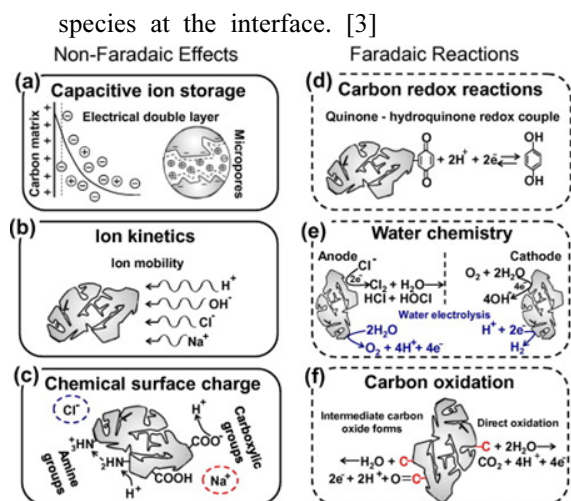 species at the interface. [3]
Non-Faradaic Effects
Faradaic Reactions
(a) Capacitive ion storage
Electrical double layer
Carbon matrix
Micropores
(b) Ion kinetics
Ion mobility
H+
OH-
Cl-
Na+
(c) Chemical surface charge
Cl-
H+
Carboxylic groups
+3HN
COO-
Amine groups
2HN
COOH
Na+
H+
(d) Carbon redox reactions
Quinone - hydroquinone redox couple
O
O
+ 2H+ + 2e-
OH
OH
(e) Water chemistry
Anode
Cathode
Cl-
2e-
Cl2 + H2O
HCl + HOCl
O2 + 2H2O
4e-
4OH-
Water electrolysis
2H2O
O2 + 4H+ + 4e-
H+ + 2e-
H2
(f) Carbon oxidation
Intermediate carbon oxide forms
Direct oxidation
C + 2H2O
CO2 + 4H+ + 4e-
H2O + C
2e- + 2H+ + O=C